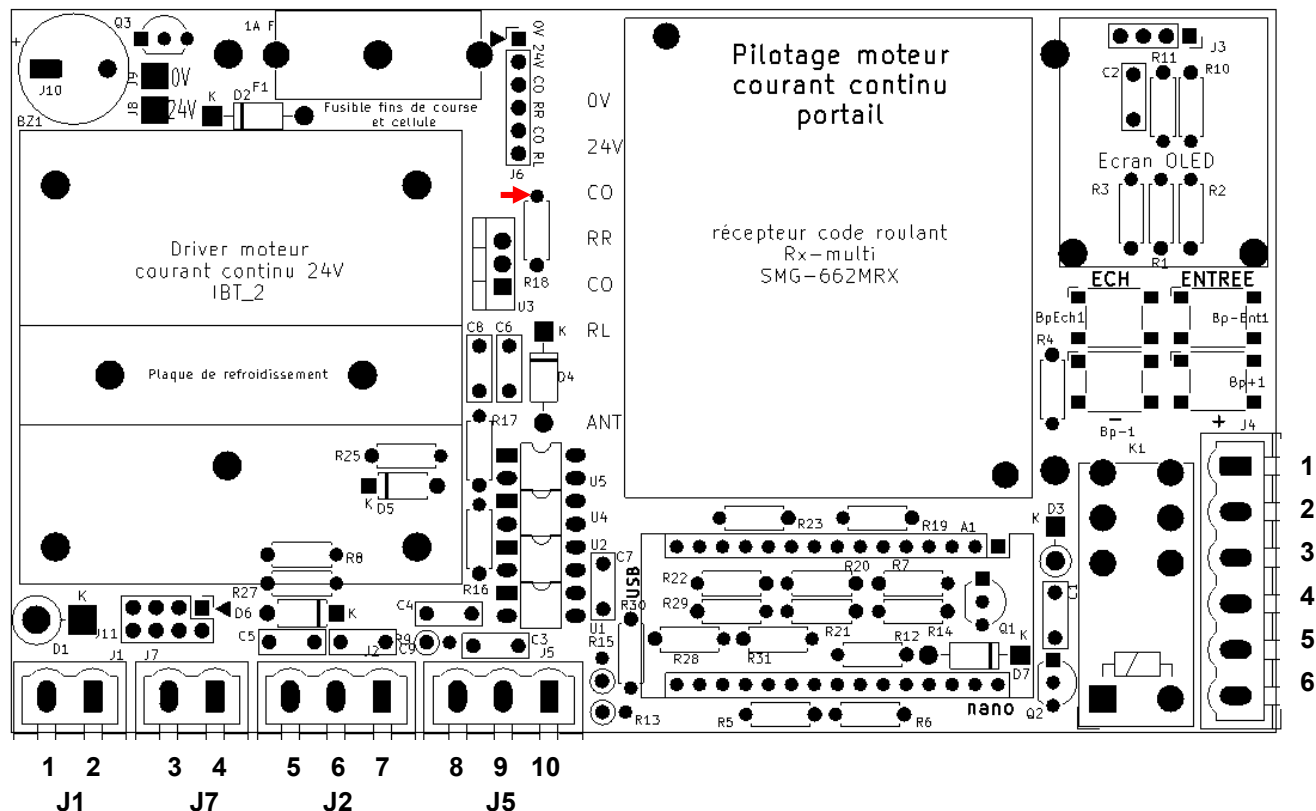 Q3
1A F
J10
J9 0V
J8 24V
BZ1
K D2 F1
Fusible fins de course
et cellule
0V 24V CO RR CO RL
J6
0V
24V
CO
RR
CO
RL
ANT
Pilotage moteur
courant continu
portail
récepteur code roulant
Rx-multi
SMG-662MRX
J3
R11
C2 R10
Ecran OLED
R3 R2
R1
ECH ENTREE
BpEch1 Bp-Ent1
R4
Bp+1
- +
Bp-1 J4
K1
Driver moteur
courant continu 24V
IBT_2
R18
U3
C8 C6 K
D4
Plaque de refroidissement
R17
R25
K D5
U5
U4
U2
U1
R8
R27
R16
C7
D6 K
K
D1
J11
C4
C5
R9
C9
C3
J1 J7 J2 J5
R30
R15
R13
USB
R23 R19 A1
K D3
R22 R20 R7
R29 R21 R14
R28 R31 R12
Q1
K
D7
C1
R5 R6 nano Q2
1
2
3
4
5
6
1 2 3 4 5 6 7 8 9 10
J1 J7 J2 J5